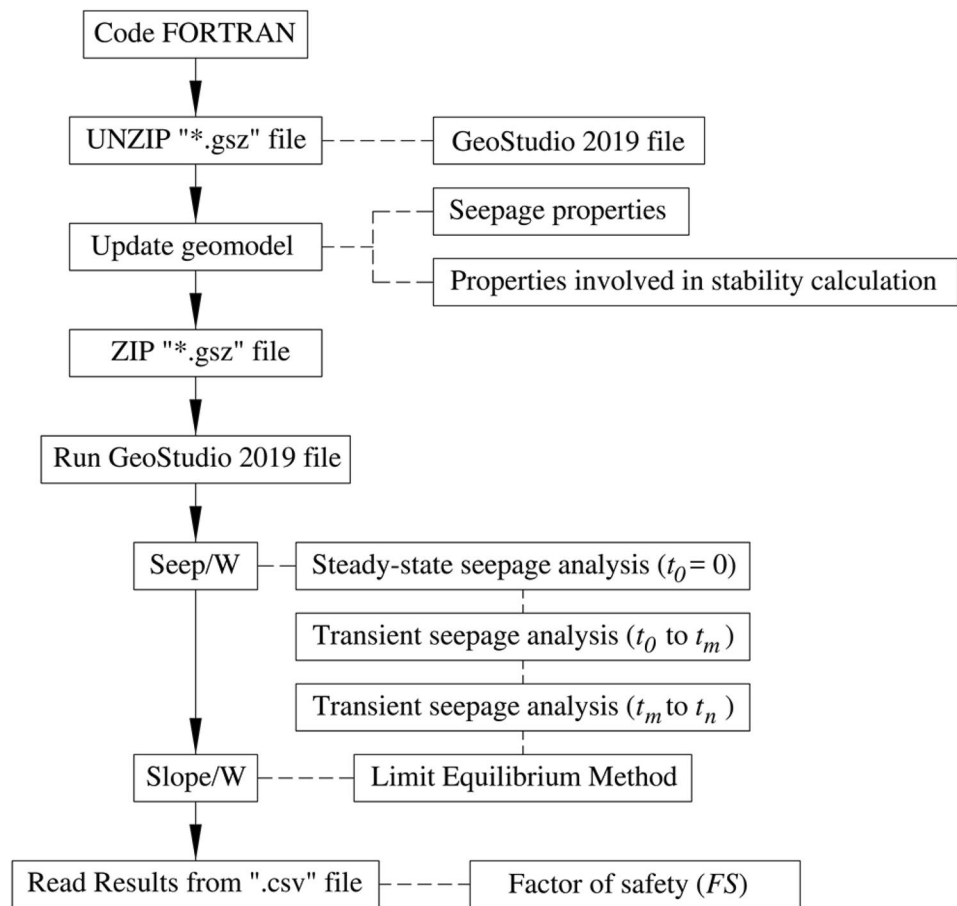 Code FORTRAN
UNZIP "*.gsz" file
GeoStudio 2019 file
Seepage properties
Update geomodel
Properties involved in stability calculation
ZIP "*.gsz" file
Run GeoStudio 2019 file
Seep/W
Steady-state seepage analysis (t0 = 0)
Transient seepage analysis (t0 to tm)
Transient seepage analysis (tm to tn)
Slope/W
Limit Equilibrium Method
Read Results from ".csv" file
Factor of safety (FS)